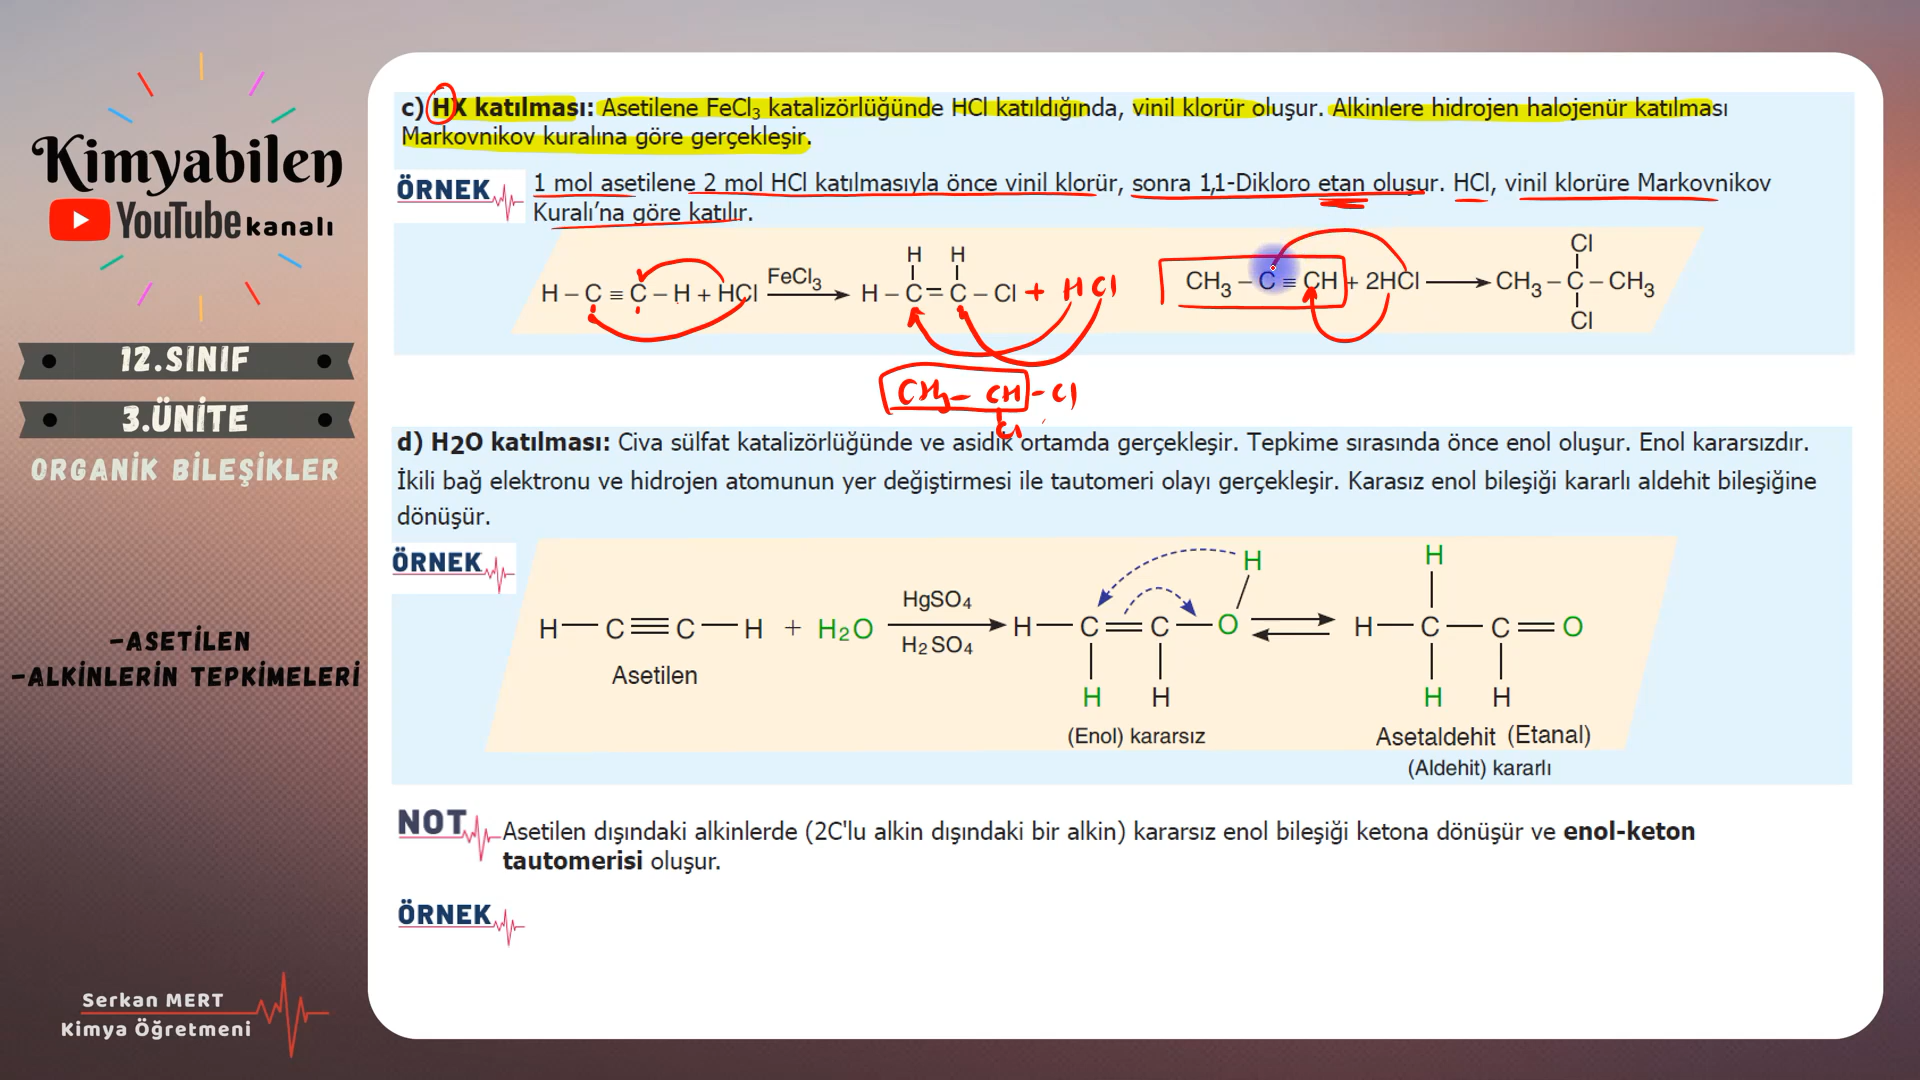 Kimyabilen
YouTube kanalı
12.SINIF
3.ÜNİTE
ORGANİK BİLEŞİKLER
-ASETİLEN
-ALKİNLERİN TEPKİMELERİ
Serkan MERT
Kimya Öğretmeni
c) HX katılması: Asetilene FeCl₃ katalizörlüğünde HCl katıldığında, vinil klorür oluşur. Alkinlere hidrojen halojenür katılması
Markovnikov kuralına göre gerçekleşir.
ÖRNEK
1 mol asetilene 2 mol HCl katılmasıyla önce vinil klorür, sonra 1,1-Dikloro etan oluşur. HCl, vinil klorüre Markovnikov
Kuralı’na göre katılır.
H H
H – C ≡ C – H + HCl FeCl₃ H – C = C – Cl + HCl
Cl
CH₃ – C ≡ CH + 2HCl CH₃ – C – CH₃
Cl
CH₃ – CH – Cl
Cl
d) H2O katılması: Civa sülfat katalizörlüğünde ve asidik ortamda gerçekleşir. Tepkime sırasında önce enol oluşur. Enol kararsızdır.
İkili bağ elektronu ve hidrojen atomunun yer değiştirmesi ile tautomeri olayı gerçekleşir. Karasız enol bileşiği kararlı aldehit bileşiğine
dönüşür.
ÖRNEK
H H
HgSO₄
H — C ≡ C — H + H₂O H — C = C — O H — C — C = O
H₂SO₄
Asetilen
H H H H
(Enol) kararsız Asetaldehit (Etanal)
(Aldehit) kararlı
NOT
Asetilen dışındaki alkinlerde (2C'lu alkin dışındaki bir alkin) kararsız enol bileşiği ketona dönüşür ve enol-keton
tautomerisi oluşur.
ÖRNEK